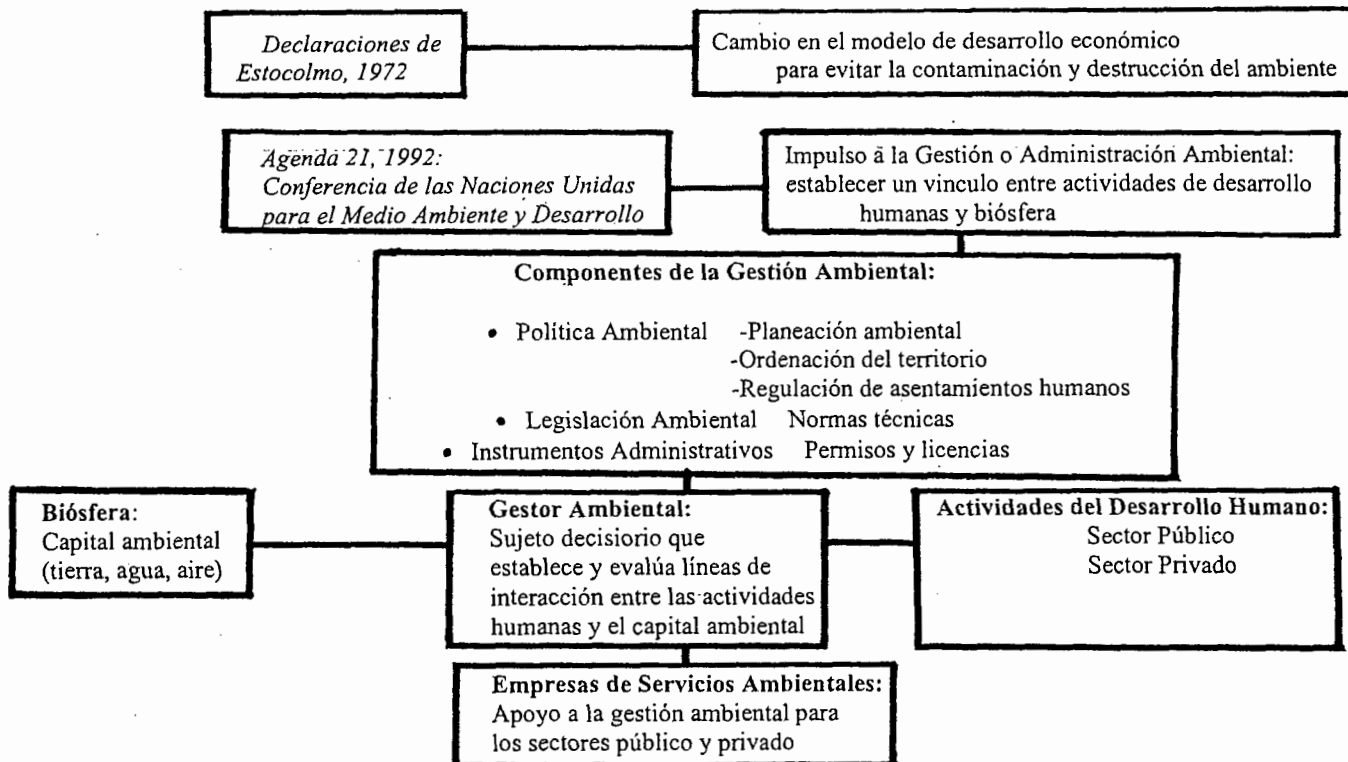 Declaraciones de
Estocolmo, 1972
Cambio en el modelo de desarrollo económico
para evitar la contaminación y destrucción del ambiente
Agenda 21, 1992:
Conferencia de las Naciones Unidas
para el Medio Ambiente y Desarrollo
Impulso a la Gestión o Administración Ambiental:
establecer un vinculo entre actividades de desarrollo
humanas y biósfera
Componentes de la Gestión Ambiental:
• Política Ambiental -Planeación ambiental
-Ordenación del territorio
-Regulación de asentamientos humanos
• Legislación Ambiental Normas técnicas
• Instrumentos Administrativos Permisos y licencias
Biósfera:
Capital ambiental
(tierra, agua, aire)
Gestor Ambiental:
Sujeto decisiorio que
establece y evalúa líneas de
interacción entre las actividades
humanas y el capital ambiental
Actividades del Desarrollo Humano:
Sector Público
Sector Privado
Empresas de Servicios Ambientales:
Apoyo a la gestión ambiental para
los sectores público y privado